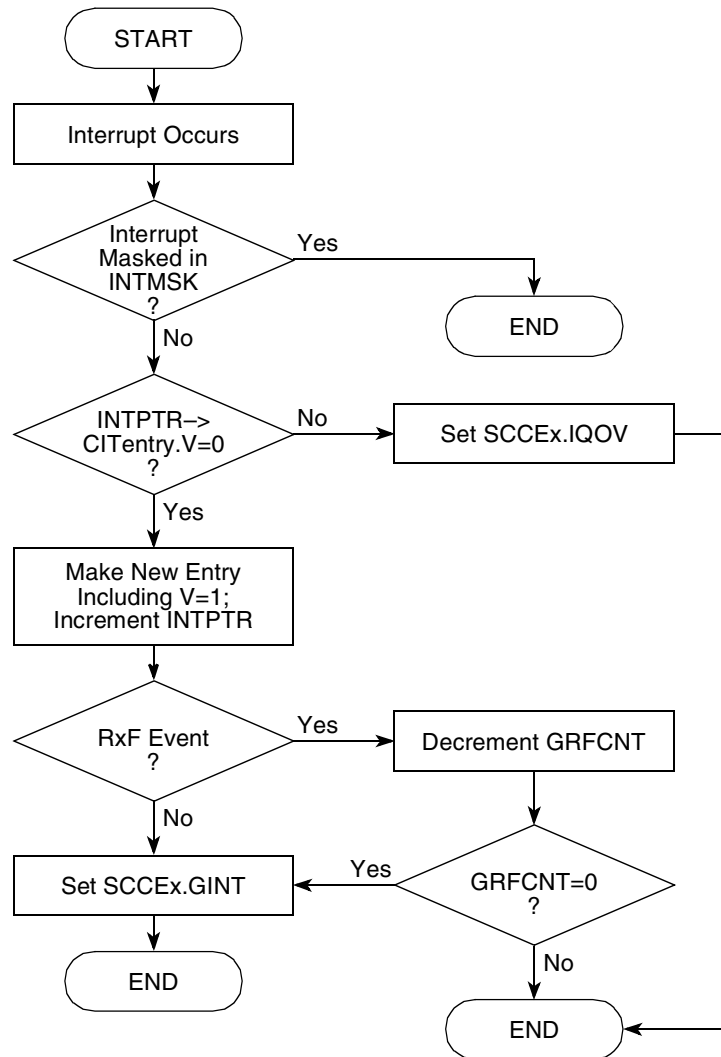 START
Interrupt Occurs
Interrupt
Masked in
INTMSK
?
Yes
END
No
INTPTR–>
CITentry.V=0
?
No
Set SCCEx.IQOV
Yes
Make New Entry
Including V=1;
Increment INTPTR
RxF Event
?
Yes
Decrement GRFCNT
No
Set SCCEx.GINT
Yes
GRFCNT=0
?
END
No
END